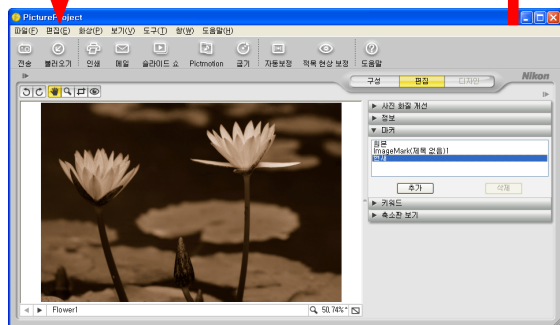 PictureProject
파일(F) 편집(E) 화상(P) 보기(V) 도구(T) 창(W) 도움말(H)
전송 불러오기 인쇄 메일 슬라이드 쇼 Pictmotion 굽기 자동보정 적목 현상 보정 도움말
구성 편집 디자인 Nikon
▶ 사진 화질 개선
▶ 정보
▼ 마커
원본
ImageMark(제목 없음)1
현재
추가 삭제
▶ 키워드
▶ 축소판 보기
Flower1 50,74%